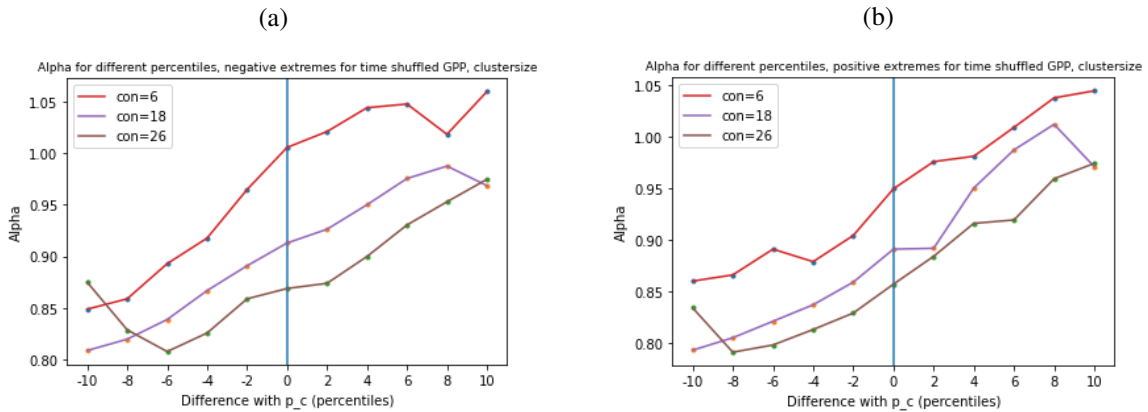 (a)
Alpha for different percentiles, negative extremes for time shuffled GPP, clustersize
con=6
con=18
con=26
1.05
1.00
0.95
0.90
0.85
0.80
Alpha
-10 -8 -6 -4 -2 0 2 4 6 8 10
Difference with p_c (percentiles)
(b)
Alpha for different percentiles, positive extremes for time shuffled GPP, clustersize
con=6
con=18
con=26
1.05
1.00
0.95
0.90
0.85
0.80
Alpha
-10 -8 -6 -4 -2 0 2 4 6 8 10
Difference with p_c (percentiles)